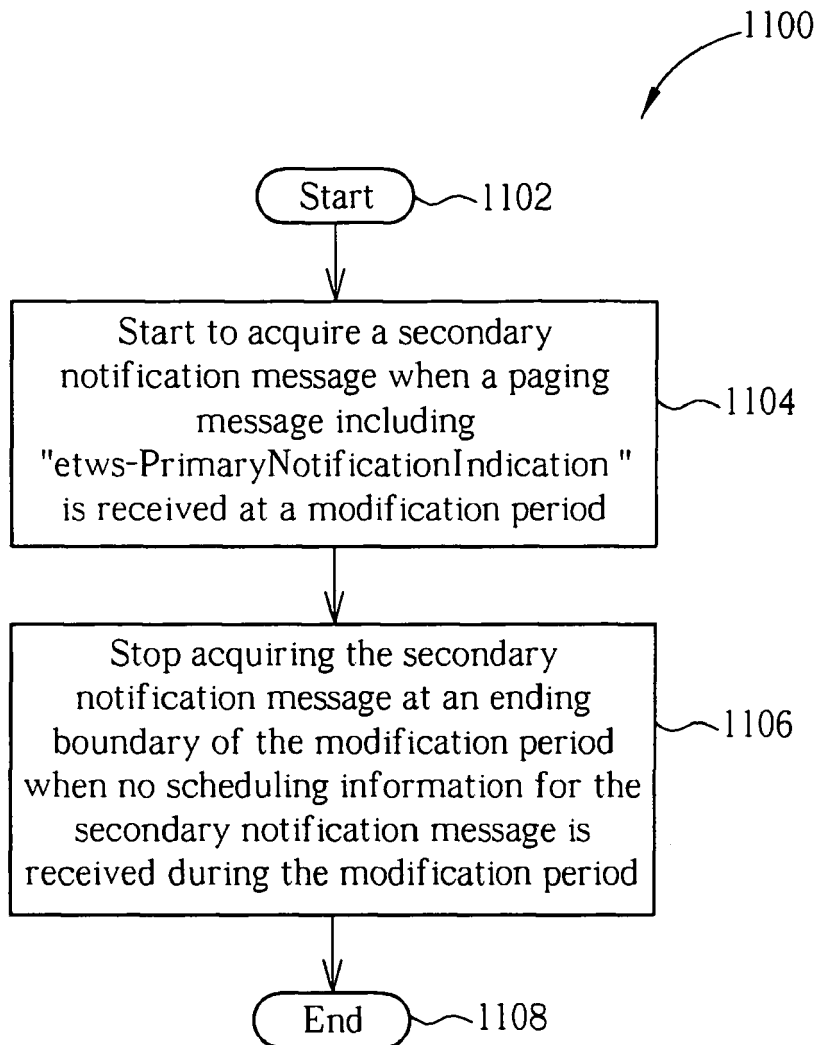 1100
Start
1102
Start to acquire a secondary
notification message when a paging
message including
"etws-PrimaryNotificationIndication "
is received at a modification period
1104
Stop acquiring the secondary
notification message at an ending
boundary of the modification period
when no scheduling information for the
secondary notification message is
received during the modification period
1106
End
1108